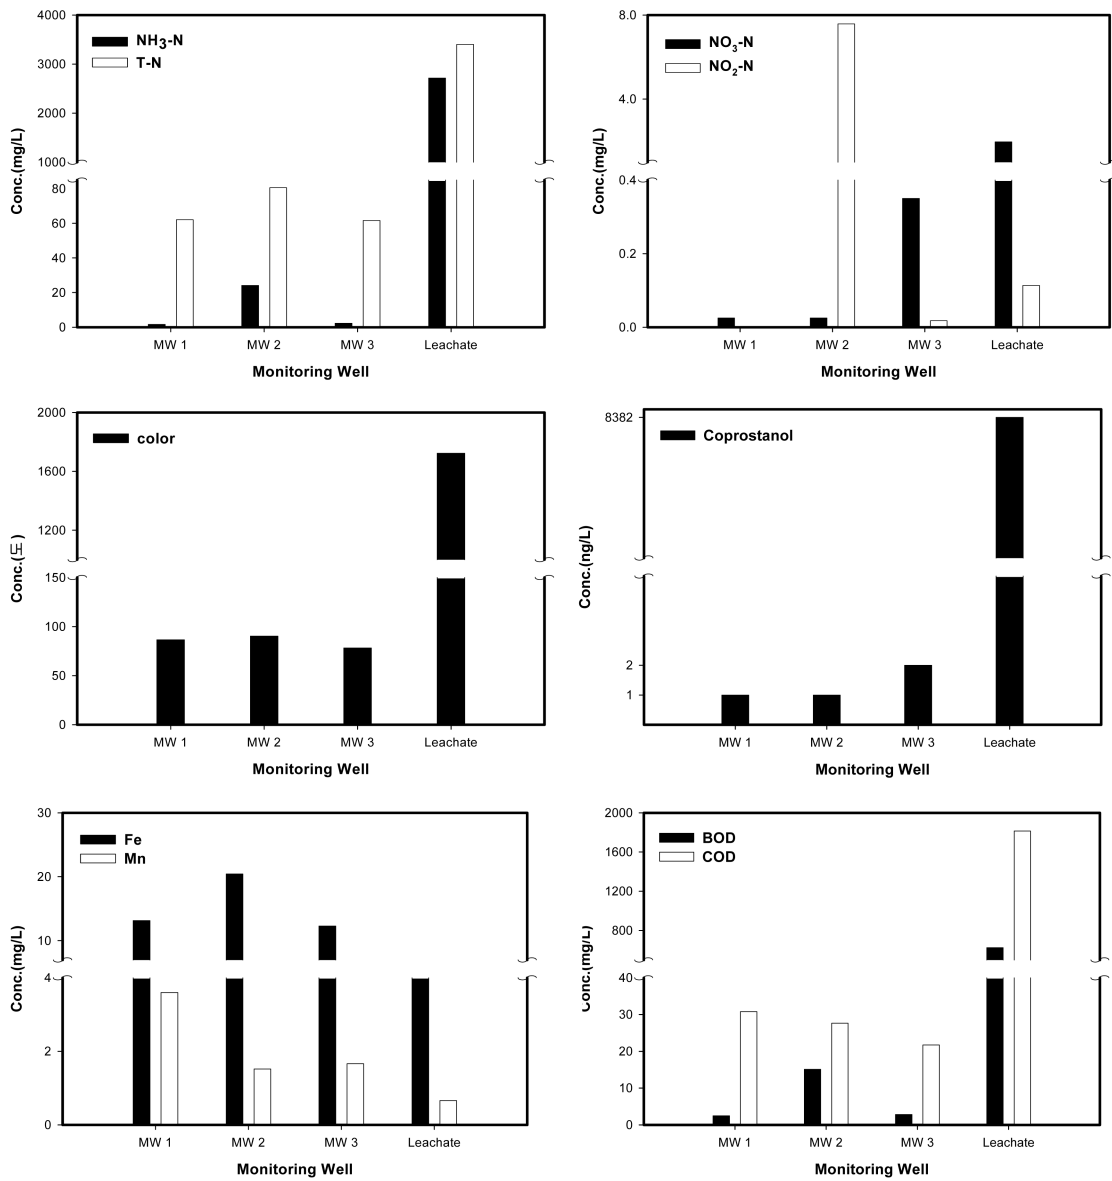 4000
3000
2000
1000
80
60
40
20
0
Conc.(mg/L)
NH3-N
T-N
MW 1 MW 2 MW 3 Leachate
Monitoring Well
8.0
4.0
0.4
0.2
0.0
Conc.(mg/L)
NO3-N
NO2-N
MW 1 MW 2 MW 3 Leachate
Monitoring Well
2000
1600
1200
150
100
50
0
Conc.(도)
color
MW 1 MW 2 MW 3 Leachate
Monitoring Well
8382
2
1
Conc.(ng/L)
Coprostanol
MW 1 MW 2 MW 3 Leachate
Monitoring Well
30
20
10
4
2
0
Conc.(mg/L)
Fe
Mn
MW 1 MW 2 MW 3 Leachate
Monitoring Well
2000
1600
1200
800
40
30
20
10
0
Conc.(mg/L)
BOD
COD
MW 1 MW 2 MW 3 Leachate
Monitoring Well